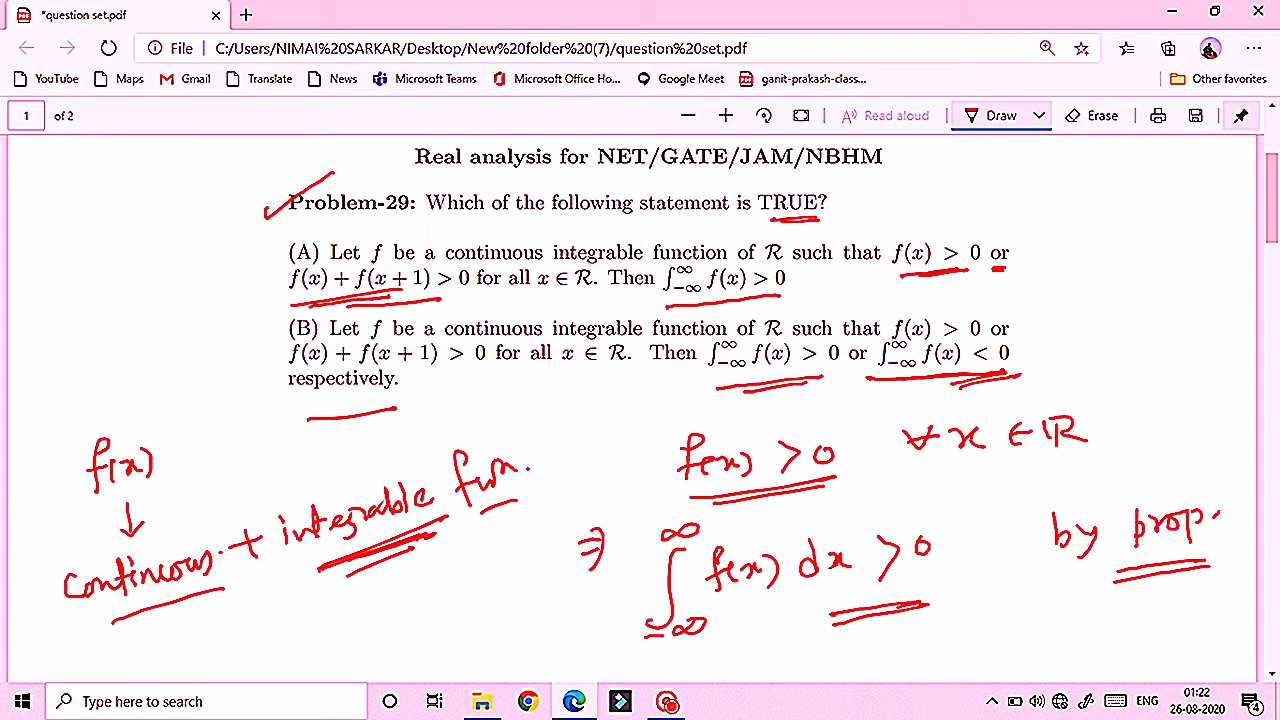 *question set.pdf
File | C:/Users/NIMAI%20SARKAR/Desktop/New%20folder%20(7)/question%20set.pdf
YouTube Maps Gmail Translate News Microsoft Teams Microsoft Office Ho... Google Meet ganit-prakash-class... Other favorites
1 of 2 Read aloud Draw Erase
Real analysis for NET/GATE/JAM/NBHM
Problem-29: Which of the following statement is TRUE?
(A) Let f be a continuous integrable function of ℛ such that f(x) > 0 or
f(x) + f(x + 1) > 0 for all x ∈ ℛ. Then ∫_{-∞}^{∞} f(x) > 0
(B) Let f be a continuous integrable function of ℛ such that f(x) > 0 or
f(x) + f(x + 1) > 0 for all x ∈ ℛ. Then ∫_{-∞}^{∞} f(x) > 0 or ∫_{-∞}^{∞} f(x) < 0
respectively.
f(x)
↓
continuous. + integrable fun.
f(x) > 0 ∀ x ∈ ℝ
⇒ ∫_{-∞}^{∞} f(x) dx > 0 by prop.
Type here to search
ENG
01:22
26-08-2020
4